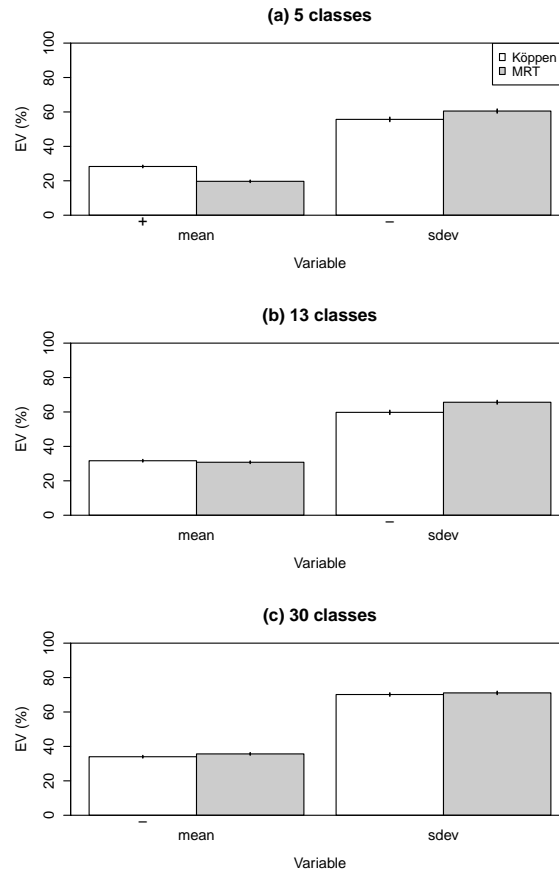 (a) 5 classes
Köppen
MRT
EV (%)
0 20 40 60 80 100
+ −
mean sdev
Variable
(b) 13 classes
EV (%)
0 20 40 60 80 100
−
mean sdev
Variable
(c) 30 classes
EV (%)
0 20 40 60 80 100
−
mean sdev
Variable